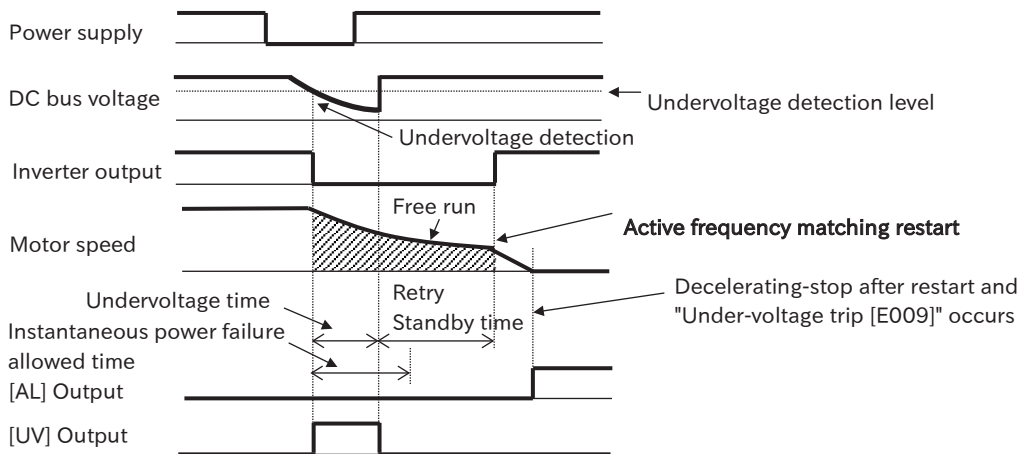 Power supply
DC bus voltage
Undervoltage detection level
Undervoltage detection
Inverter output
Free run
Motor speed
Active frequency matching restart
Undervoltage time
Retry
Standby time
Decelerating-stop after restart and
"Under-voltage trip [E009]" occurs
Instantaneous power failure
allowed time
[AL] Output
[UV] Output